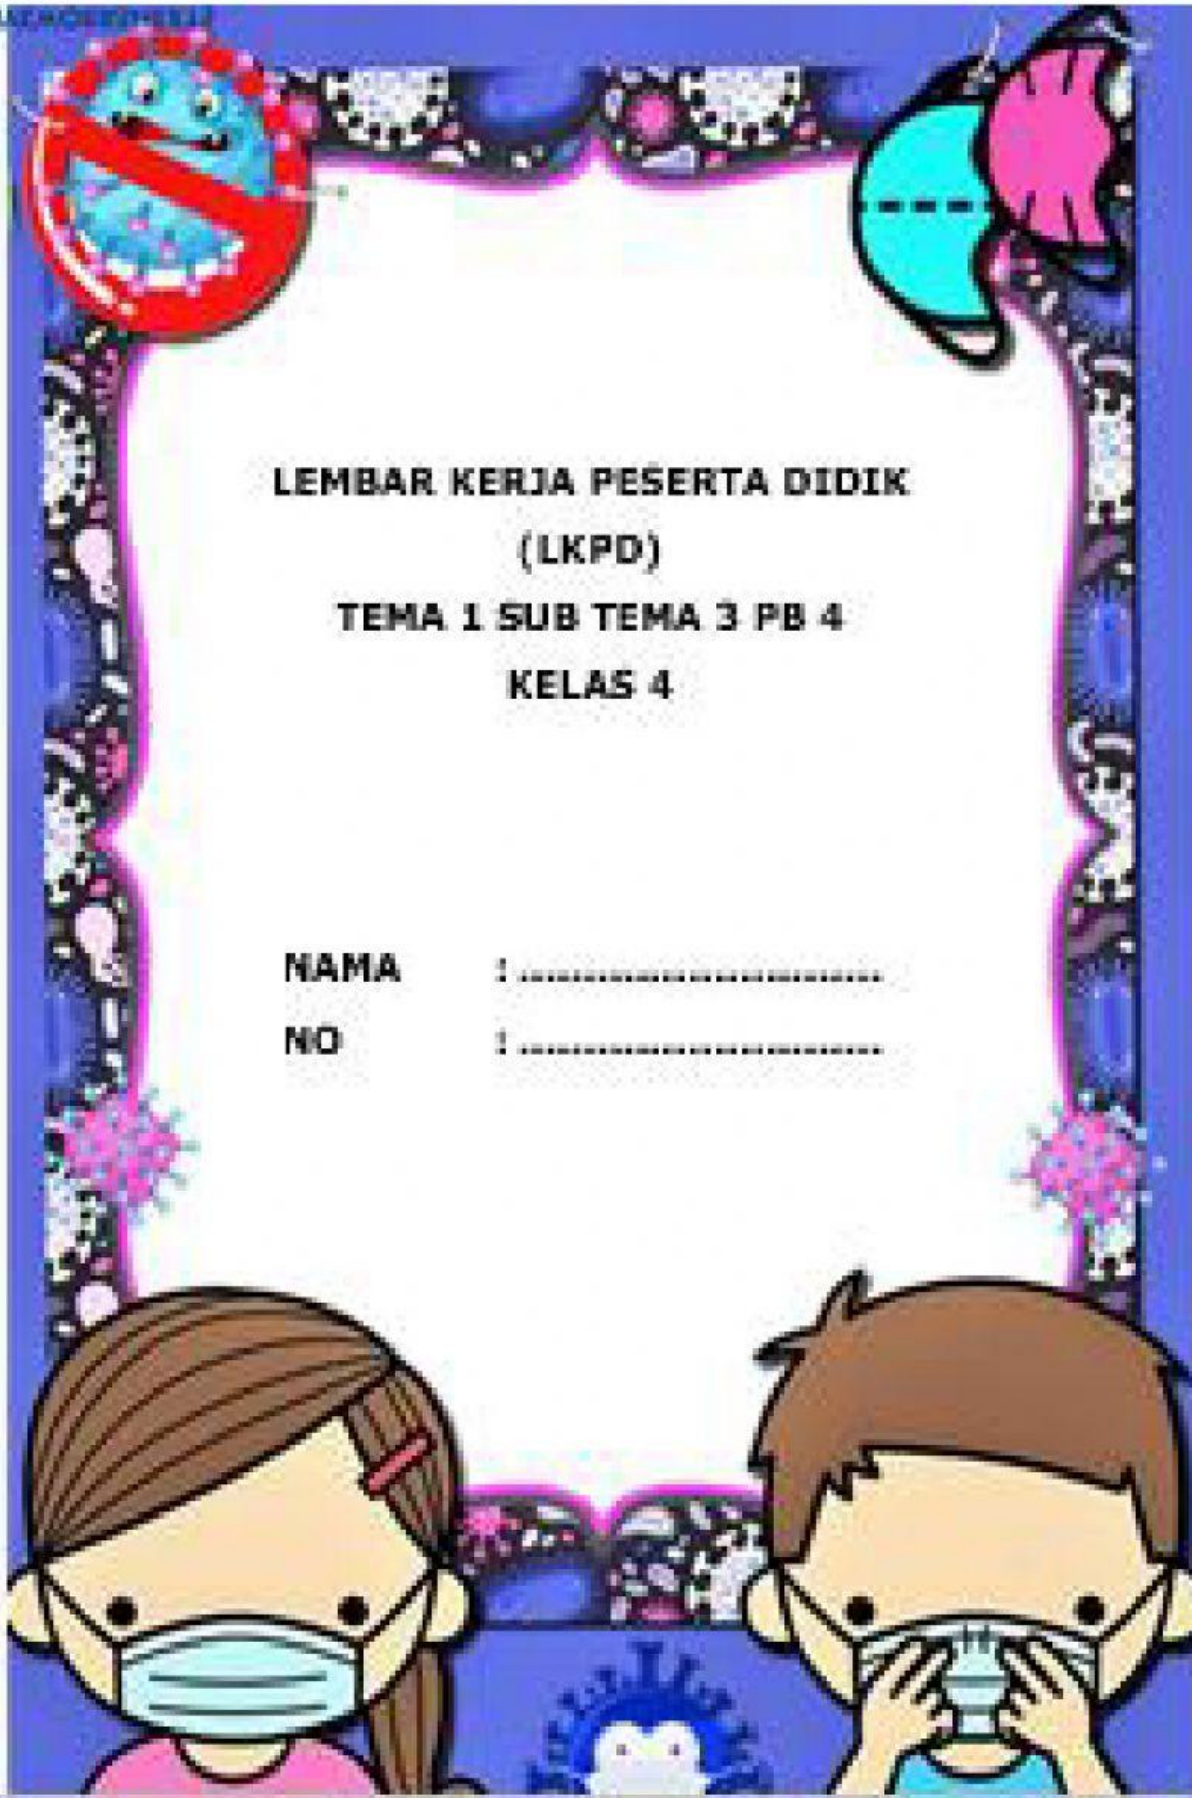 LEMBAR KERJA PESERTA DIDIK
(LKPD)
TEMA 1 SUB TEMA 3 PB 4
KELAS 4
NAMA : ................................
NO : ................................